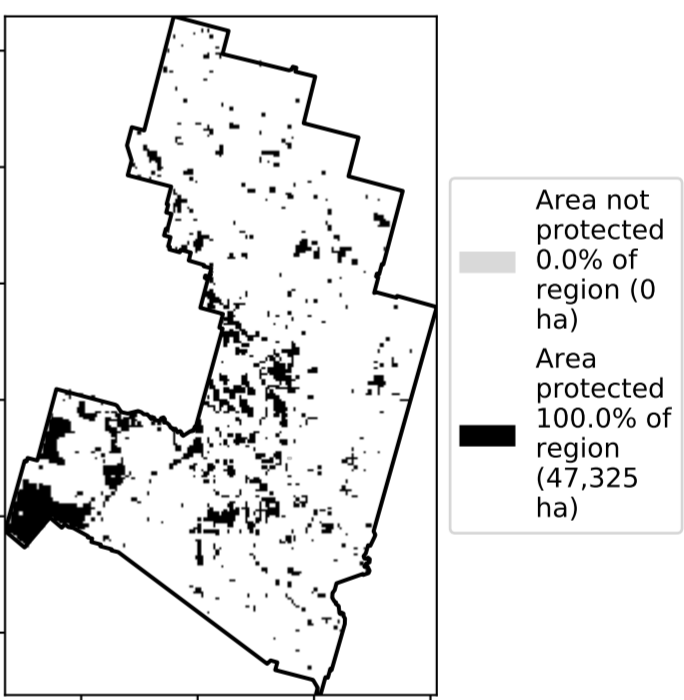 Area not
protected
0.0% of
region (0
ha)
Area
protected
100.0% of
region
(47,325
ha)